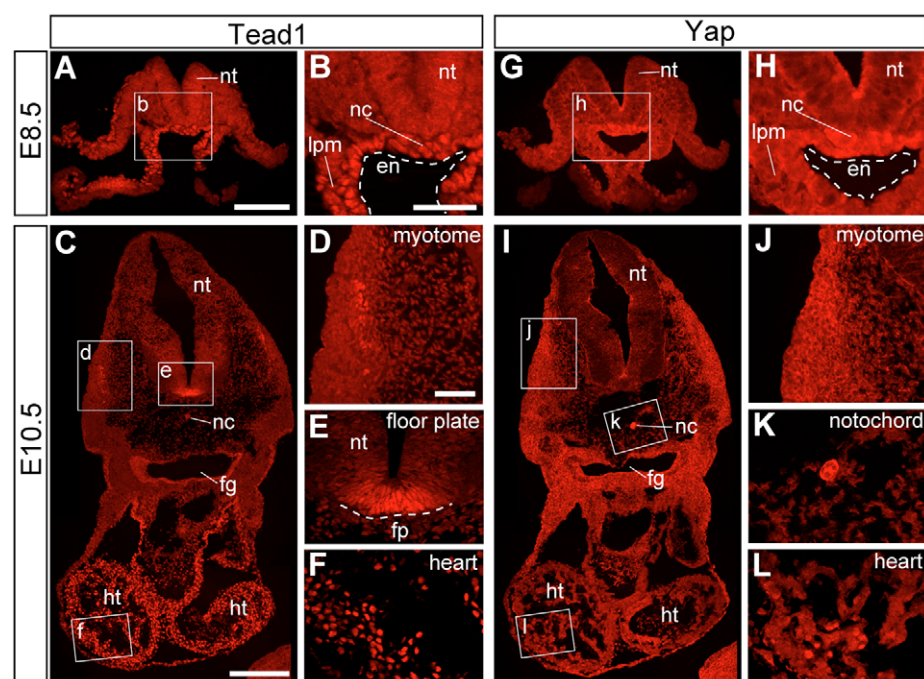 Tead1
Yap
E8.5
A
nt
b
B
nt
nc
lpm
en
G
nt
h
H
nt
nc
lpm
en
E10.5
C
nt
d
e
nc
fg
ht
ht
f
D
myotome
E
floor plate
nt
fp
F
heart
I
nt
j
k
nc
fg
ht
ht
l
J
myotome
K
notochord
L
heart